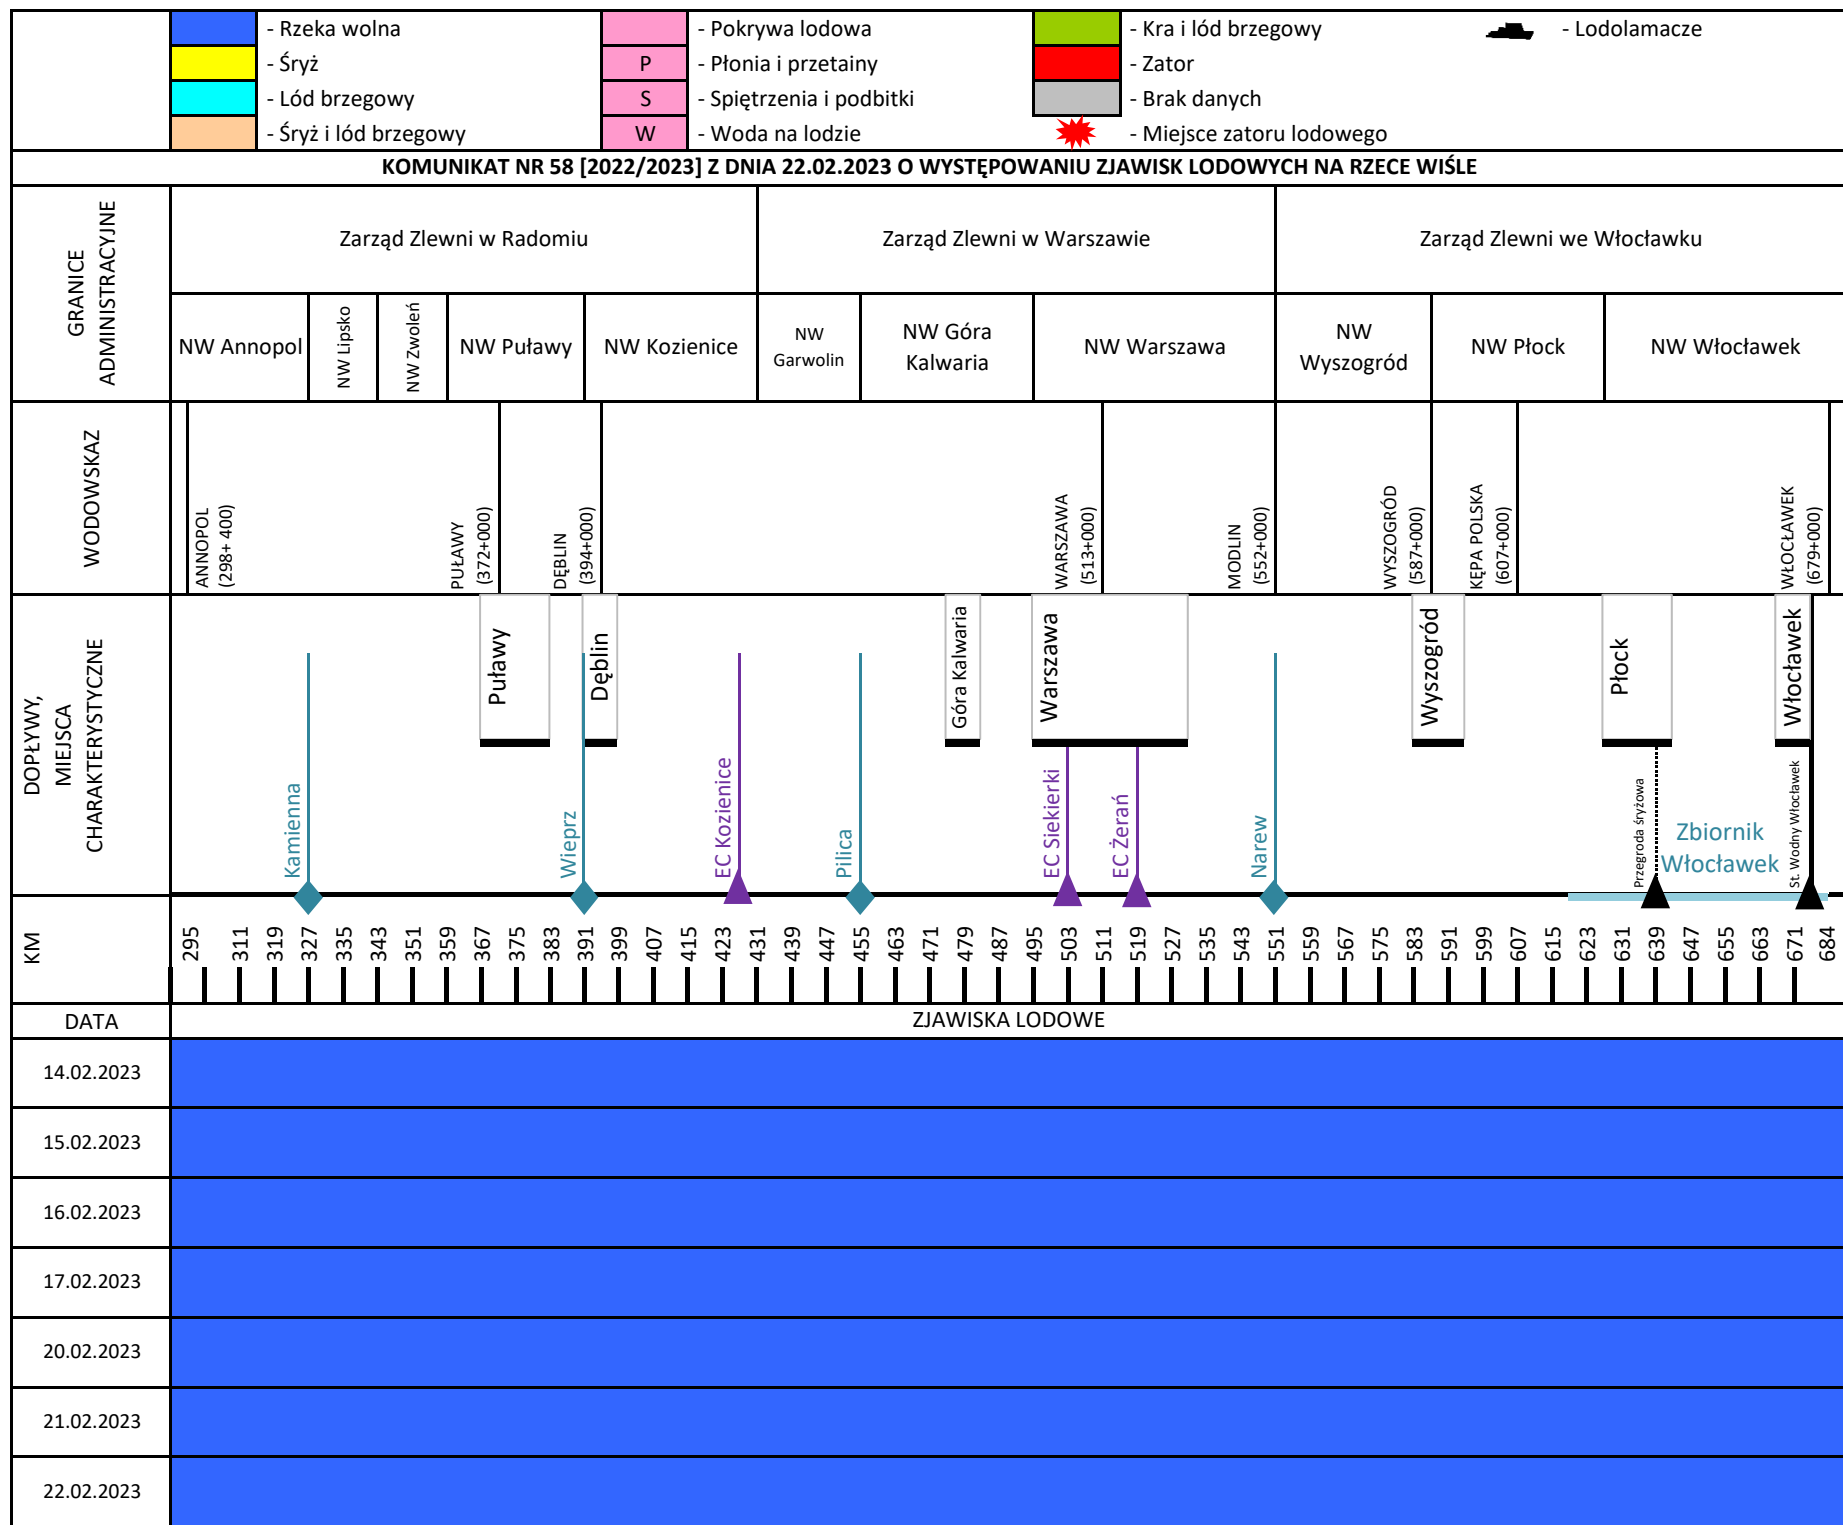 - Rzeka wolna
- Pokrywa lodowa
- Kra i lód brzegowy
- Lodolamacze
- Śryż
P
- Płonia i przetainy
- Zator
- Lód brzegowy
S
- Spiętrzenia i podbitki
- Brak danych
- Śryż i lód brzegowy
W
- Woda na lodzie
- Miejsce zatoru lodowego
KOMUNIKAT NR 58 [2022/2023] Z DNIA 22.02.2023 O WYSTĘPOWANIU ZJAWISK LODOWYCH NA RZECE WIŚLE
GRANICE
ADMINISTRACYJNE
Zarząd Zlewni w Radomiu
Zarząd Zlewni w Warszawie
Zarząd Zlewni we Włocławku
NW Annopol
NW Lipsko
NW Zwoleń
NW Puławy
NW Kozienice
NW
Garwolin
NW Góra
Kalwaria
NW Warszawa
NW
Wyszogród
NW Płock
NW Włocławek
WODOWSKAZ
ANNOPOL
(298+ 400)
PUŁAWY
(372+000)
DĘBLIN
(394+000)
WARSZAWA
(513+000)
MODLIN
(552+000)
WYSZOGRÓD
(587+000)
KĘPA POLSKA
(607+000)
WŁOCŁAWEK
(679+000)
DOPŁYWY,
MIEJSCA
CHARAKTERYSTYCZNE
Puławy
Dęblin
Góra Kalwaria
Warszawa
Wyszogród
Płock
Włocławek
Kamienna
Wieprz
EC Kozienice
Pilica
EC Siekierki
EC Żerań
Narew
Przegroda śryżowa
Zbiornik
Włocławek
St. Wodny Włocławek
KM
295
311
319
327
335
343
351
359
367
375
383
391
399
407
415
423
431
439
447
455
463
471
479
487
495
503
511
519
527
535
543
551
559
567
575
583
591
599
607
615
623
631
639
647
655
663
671
684
DATA
ZJAWISKA LODOWE
14.02.2023
15.02.2023
16.02.2023
17.02.2023
20.02.2023
21.02.2023
22.02.2023